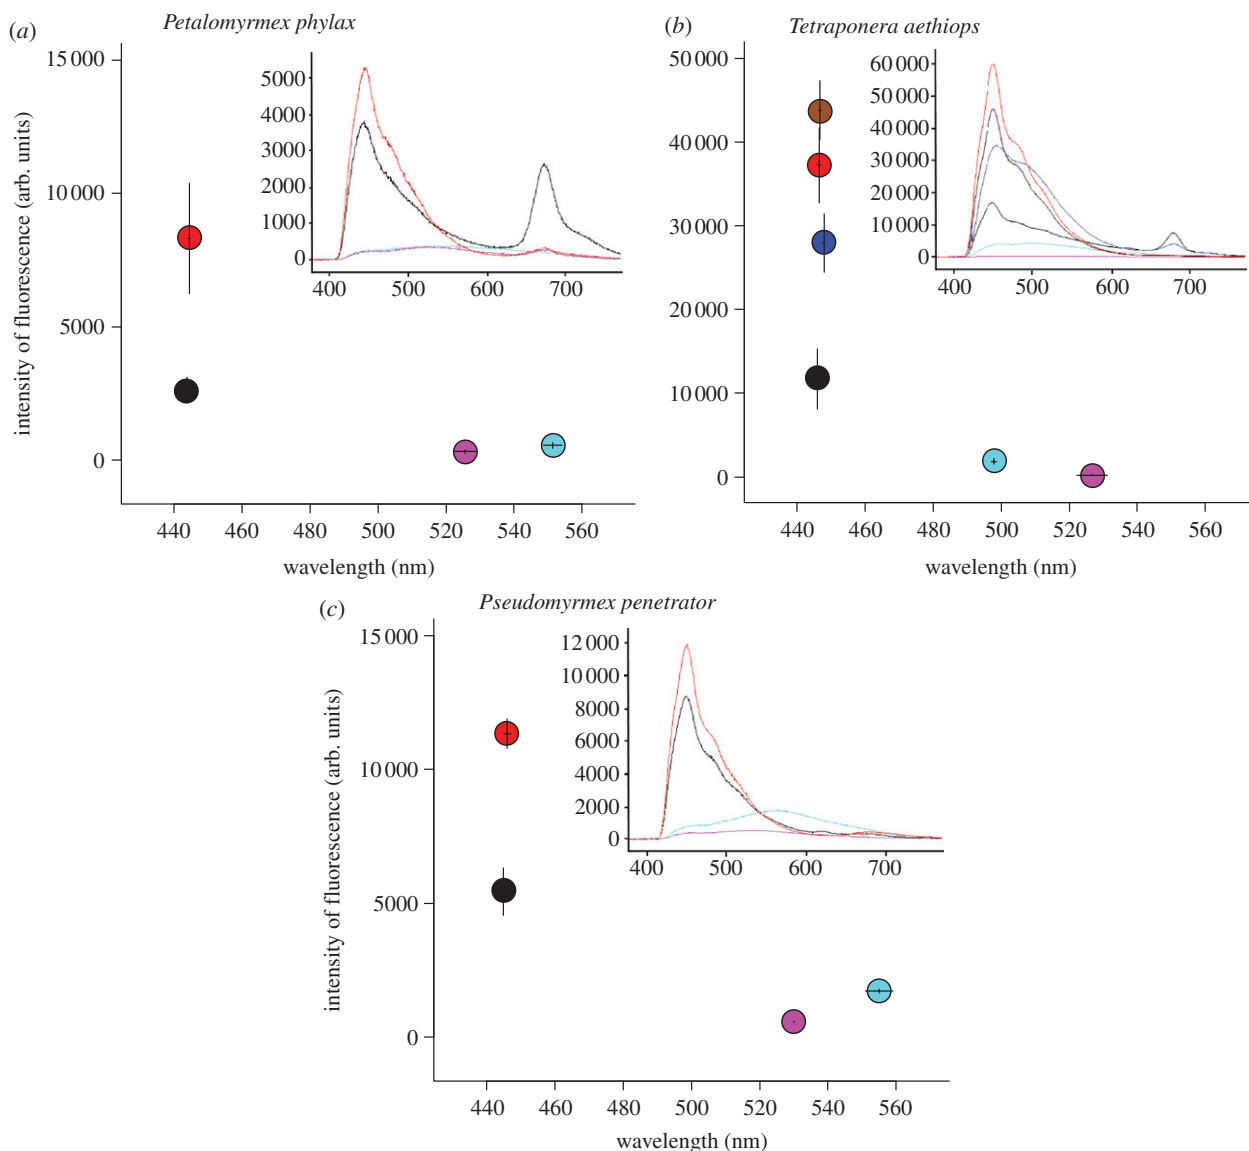 (a) Petalomyrmex phylax
intensity of fluorescence (arb. units)
15 000
10 000
5000
0
440 460 480 500 520 540 560
wavelength (nm)
5000
4000
3000
2000
1000
0
400 500 600 700
(b) Tetraponera aethiops
50 000
40 000
30 000
20 000
10 000
0
440 460 480 500 520 540 560
wavelength (nm)
60 000
50 000
40 000
30 000
20 000
10 000
0
400 500 600 700
(c) Pseudomyrmex penetrator
intensity of fluorescence (arb. units)
15 000
10 000
5000
0
440 460 480 500 520 540 560
wavelength (nm)
12 000
10 000
8000
6000
4000
2000
0
400 500 600 700